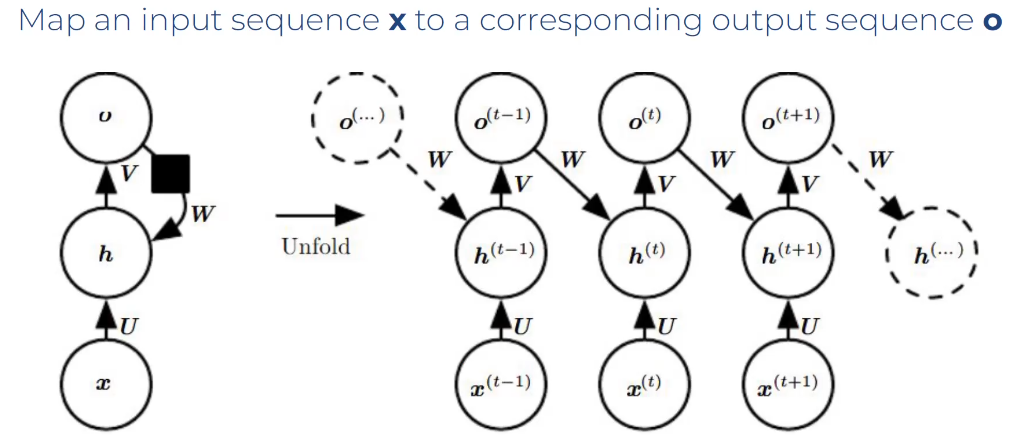 Map an input sequence x to a corresponding output sequence o
o o(...) o(t−1) o(t) o(t+1)
V W V W V W V W
W
h Unfold h(t−1) h(t) h(t+1) h(...)
U U U U
x x(t−1) x(t) x(t+1)